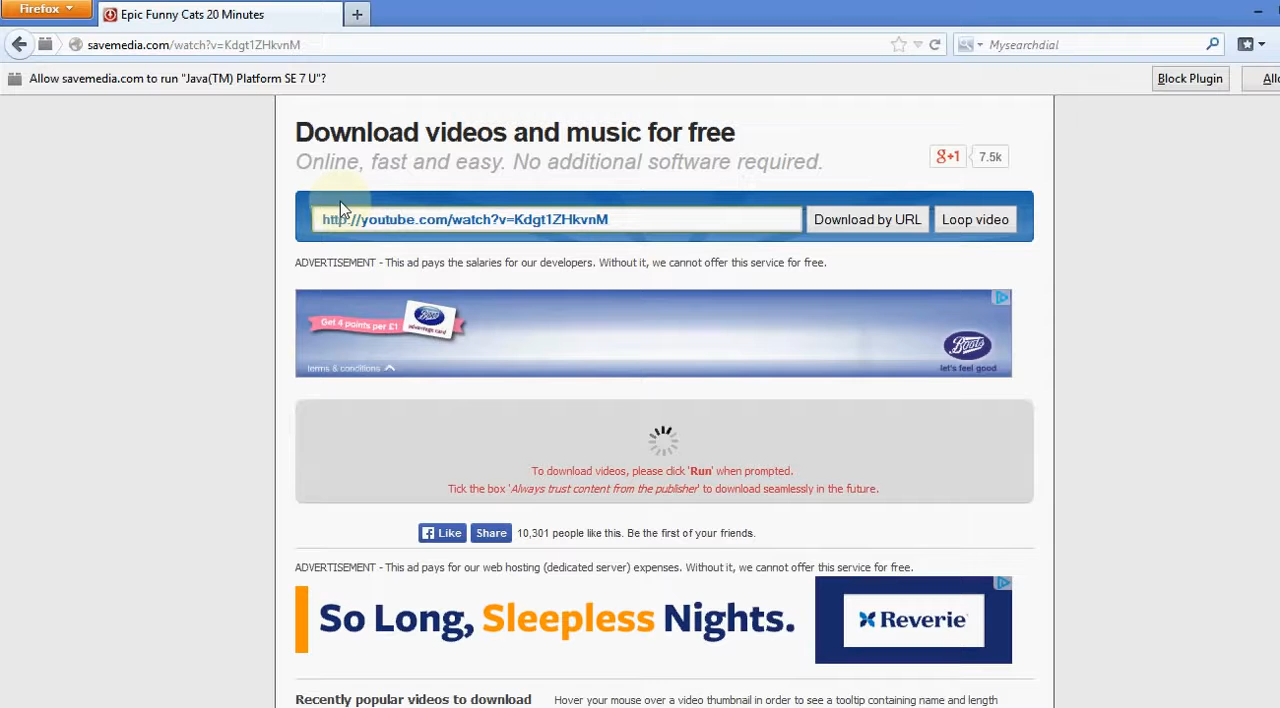 Firefox
Epic Funny Cats 20 Minutes
savemedia.com/watch?v=Kdgt1ZHkvnM
Mysearchdial
Allow savemedia.com to run "Java(TM) Platform SE 7 U"?
Block Plugin
Allo
Download videos and music for free
Online, fast and easy. No additional software required.
g+1
7.5k
http://youtube.com/watch?v=Kdgt1ZHkvnM
Download by URL
Loop video
ADVERTISEMENT - This ad pays the salaries for our developers. Without it, we cannot offer this service for free.
Get 4 points per £1
Boots
advantage card
Boots
let's feel good
terms & conditions
To download videos, please click 'Run' when prompted.
Tick the box 'Always trust content from the publisher' to download seamlessly in the future.
Like
Share
10,301 people like this. Be the first of your friends.
ADVERTISEMENT - This ad pays for our web hosting (dedicated server) expenses. Without it, we cannot offer this service for free.
So Long, Sleepless Nights.
Reverie
Recently popular videos to download
Hover your mouse over a video thumbnail in order to see a tooltip containing name and length